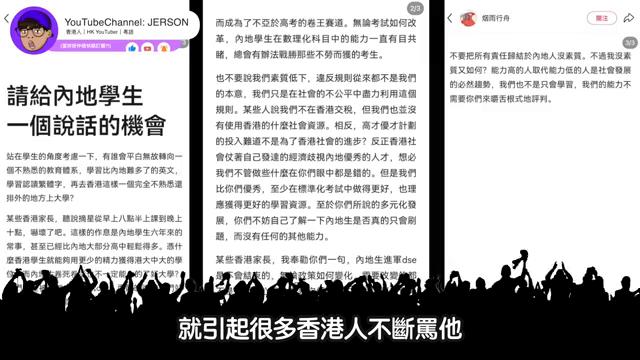 YouTubeChannel: JERSON
香港人｜HK YouTuber｜粵語
請給內地學生
一個說話的機會
站在學生的角度考慮一下，有誰會平白無故轉向一
個不熟悉的教育體系，學習比內地難多了的英文，
學習認讀繁體字，再去香港這樣一個完全不熟悉還
排外的地方上大學？
某些香港家長，聽說摘星從早上八點半上課到晚上
十點，嚇壞了吧。這樣的作息是內地學生六年來的
常事，甚至已經比內地大部分高中輕鬆得多。憑什
麼香港學生就能夠用更少的精力獲得港大中大的學
2/3
而成為了不亞於高考的卷王賽道。無論考試如何改
革，內地學生在數理化科目中的能力一直有目共
睹，總會有辦法戰勝那些不勞而獲的考生。
也不要說我們素質低下，違反規則從來都不是我們
的本意，我們只是在社會的不公平中盡力利用這個
規則。某些人說我們不在香港交稅，但我們也並沒
有使用香港的什麼社會資源。相反，高才優才計劃
的投入難道不是為了香港社會的進步？反正香港社
會仗著自己發達的經濟歧視內地優秀的人才，想必
我們不管做些什麼在你們眼中都是錯的。但是我們
比你們優秀，至少在標準化考試中做得更好，也理
應獲得更好的學習資源。至於你們所說的多元化發
展，你們不妨自己了解一下內地生是否真的只會刷
題，而沒有任何的其他能力。
某些香港家長，我奉勸你們一句，內地生進軍dse
烟雨行舟
關注
3/3
不要把所有責任歸結於內地人沒素質。不過我沒素
質又如何？能力高的人取代能力低的人是社會發展
的必然趨勢，我們也不是只會學習，我們的能力不
需要你們來嚼舌根式地評判。
就引起很多香港人不斷罵他